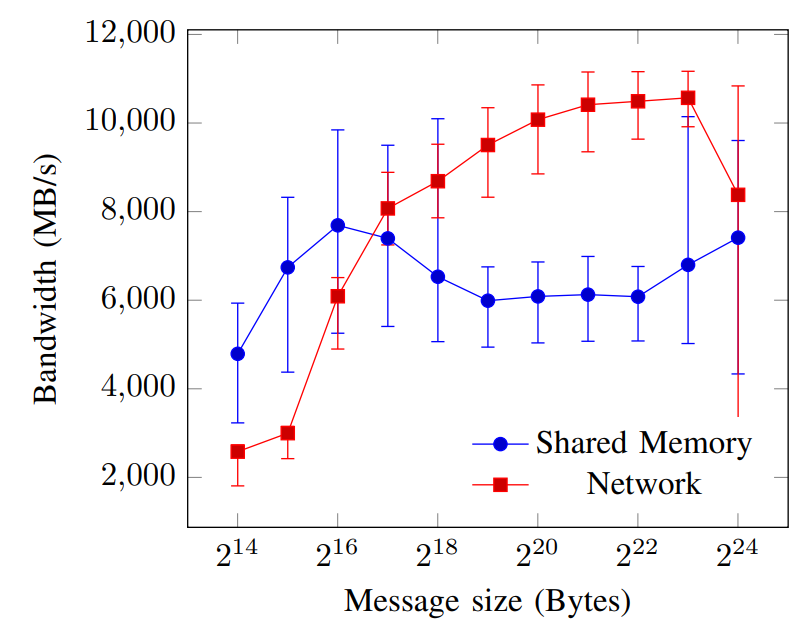 12,000
10,000
8,000
6,000
4,000
2,000
Bandwidth (MB/s)
Shared Memory
Network
2^14 2^16 2^18 2^20 2^22 2^24
Message size (Bytes)